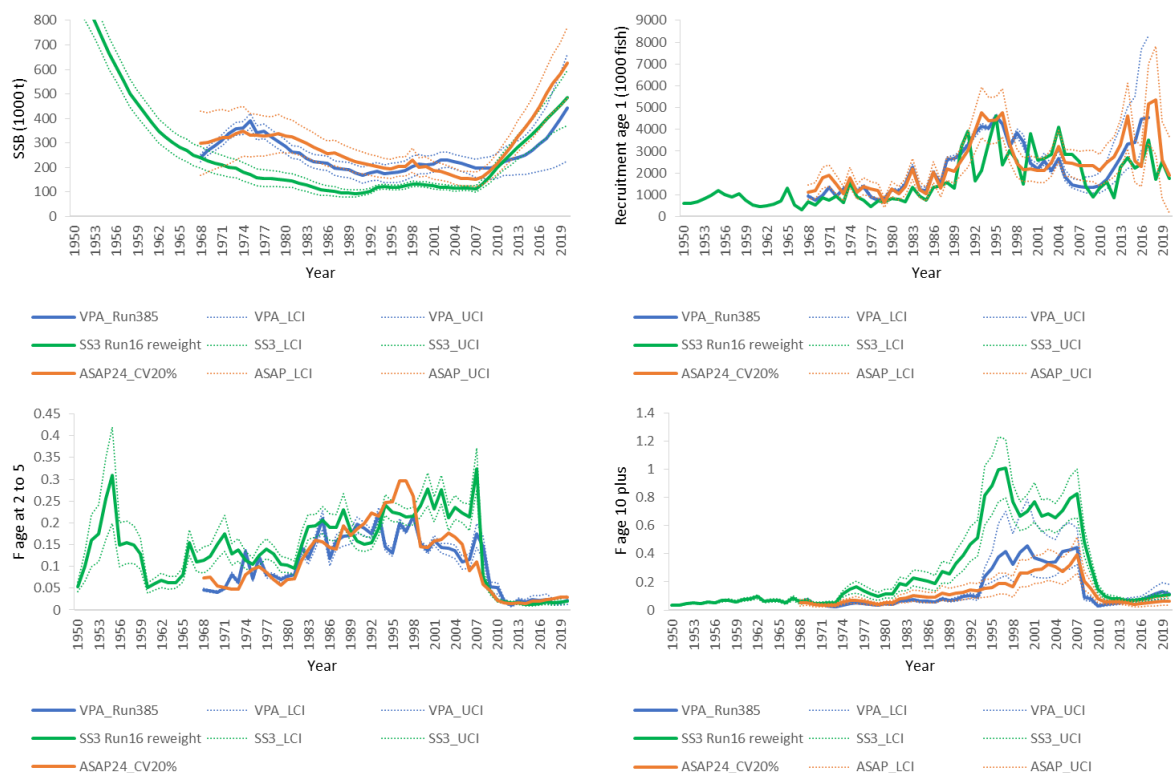 SSB (1000 t)
800
700
600
500
400
300
200
100
0
1950 1953 1956 1959 1962 1965 1968 1971 1974 1977 1980 1983 1986 1989 1992 1995 1998 2001 2004 2007 2010 2013 2016 2019
Year
VPA_Run385 VPA_LCI VPA_UCI
SS3 Run16 reweight SS3_LCI SS3_UCI
ASAP24_CV20% ASAP_LCI ASAP_UCI
Recruitment age 1 (1000 fish)
9000
8000
7000
6000
5000
4000
3000
2000
1000
0
1950 1953 1956 1959 1962 1965 1968 1971 1974 1977 1980 1983 1986 1989 1992 1995 1998 2001 2004 2007 2010 2013 2016 2019
Year
VPA_Run385 VPA_LCI VPA_UCI
SS3 Run16 reweight SS3_LCI SS3_UCI
ASAP24_CV20% ASAP_LCI ASAP_UCI
F age at 2 to 5
0.45
0.4
0.35
0.3
0.25
0.2
0.15
0.1
0.05
0
1950 1953 1956 1959 1962 1965 1968 1971 1974 1977 1980 1983 1986 1989 1992 1995 1998 2001 2004 2007 2010 2013 2016 2019
Year
VPA_Run385 VPA_LCI VPA_UCI
SS3 Run16 reweight SS3_LCI SS3_UCI
ASAP24_CV20%
F age 10 plus
1.4
1.2
1
0.8
0.6
0.4
0.2
0
1950 1953 1956 1959 1962 1965 1968 1971 1974 1977 1980 1983 1986 1989 1992 1995 1998 2001 2004 2007 2010 2013 2016 2019
Year
VPA_Run385 VPA_LCI VPA_UCI
SS3 Run16 reweight SS3_LCI SS3_UCI
ASAP24_CV20% ASAP_LCI ASAP_UCI